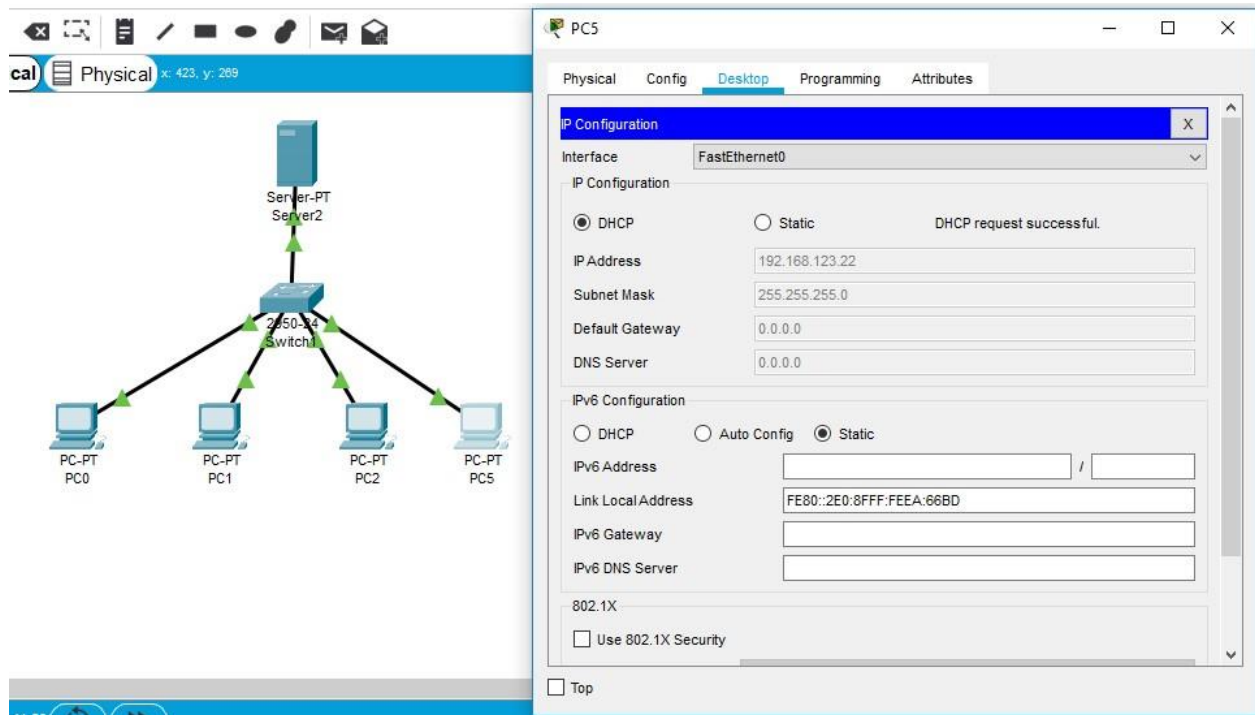 cal)
Physical x: 423, y: 269
Server-PT
Server2
2950-24
Switch1
PC-PT
PC0
PC-PT
PC1
PC-PT
PC2
PC-PT
PC5
PC5
Physical Config Desktop Programming Attributes
IP Configuration X
Interface FastEthernet0
IP Configuration
DHCP Static DHCP request successful.
IP Address 192.168.123.22
Subnet Mask 255.255.255.0
Default Gateway 0.0.0.0
DNS Server 0.0.0.0
IPv6 Configuration
DHCP Auto Config Static
IPv6 Address /
Link Local Address FE80::2E0:8FFF:FEEA:66BD
IPv6 Gateway
IPv6 DNS Server
802.1X
Use 802.1X Security
Top